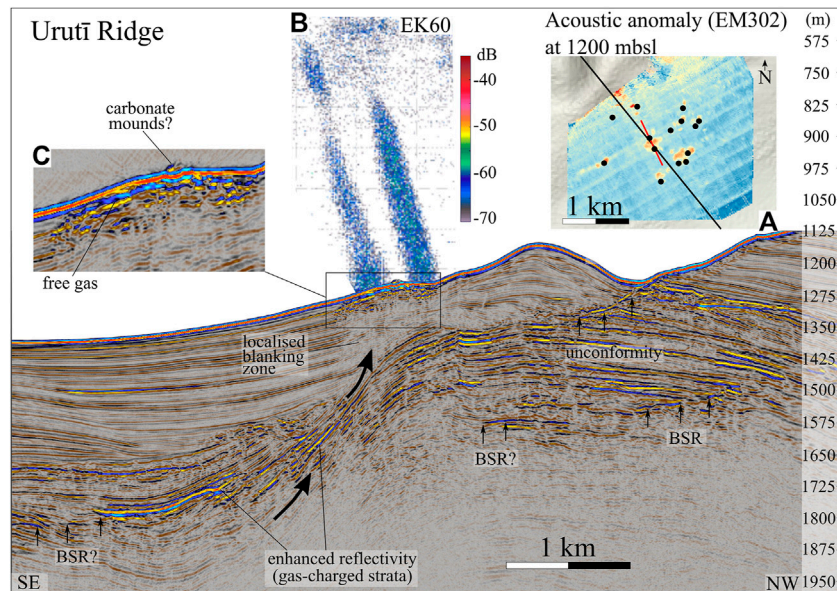 Urutī Ridge
B
EK60
dB
-40
-50
-60
-70
Acoustic anomaly (EM302)
at 1200 mbsl
N
1 km
A
(m)
575
750
825
900
975
1050
1125
1200
1275
1350
1425
1500
1575
1650
1725
1800
1875
1950
carbonate
mounds?
C
free gas
localised
blanking
zone
unconformity
BSR?
BSR
BSR?
enhanced reflectivity
(gas-charged strata)
1 km
SE
NW